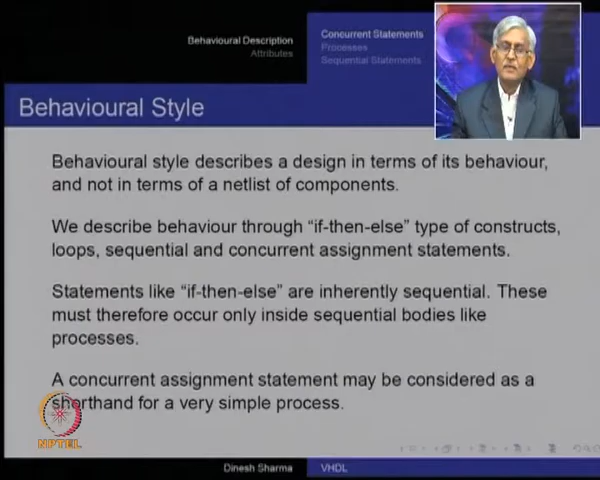 Behavioural Description
Attributes
Concurrent Statements
Processes
Sequential Statements
Behavioural Style
Behavioural style describes a design in terms of its behaviour,
and not in terms of a netlist of components.
We describe behaviour through “if-then-else” type of constructs,
loops, sequential and concurrent assignment statements.
Statements like “if-then-else” are inherently sequential. These
must therefore occur only inside sequential bodies like
processes.
A concurrent assignment statement may be considered as a
shorthand for a very simple process.
NPTEL
Dinesh Sharma
VHDL